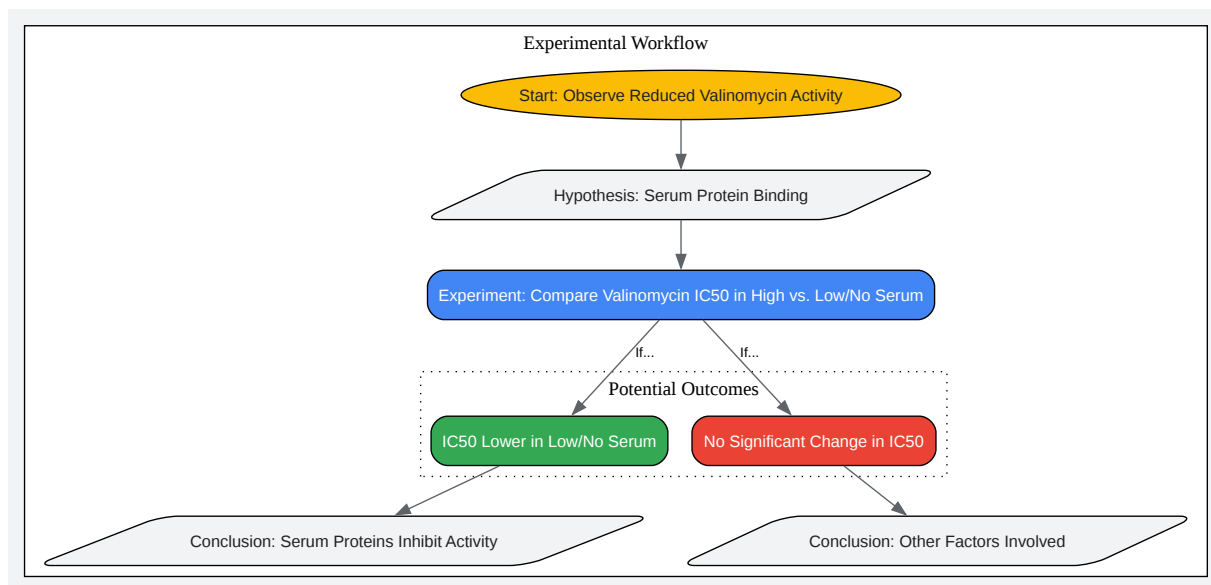 Experimental Workflow
Start: Observe Reduced Valinomycin Activity
Hypothesis: Serum Protein Binding
Experiment: Compare Valinomycin IC50 in High vs. Low/No Serum
If...
If...
Potential Outcomes
IC50 Lower in Low/No Serum
No Significant Change in IC50
Conclusion: Serum Proteins Inhibit Activity
Conclusion: Other Factors Involved